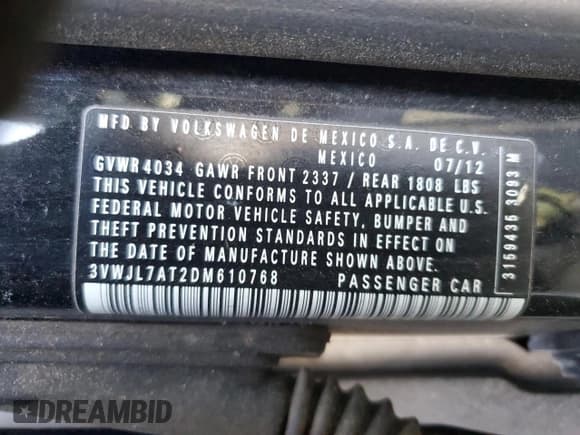 MFD BY VOLKSWAGEN DE MEXICO S.A. DE C.V.
MEXICO 07/12
GVWR 4034 GAWR FRONT 2337 / REAR 1808 LBS
THIS VEHICLE CONFORMS TO ALL APPLICABLE U.S.
FEDERAL MOTOR VEHICLE SAFETY, BUMPER AND
THEFT PREVENTION STANDARDS IN EFFECT ON
THE DATE OF MANUFACTURE SHOWN ABOVE.
3VWJL7AT2DM610768 PASSENGER CAR
3159435 3093 M
DREAMBID